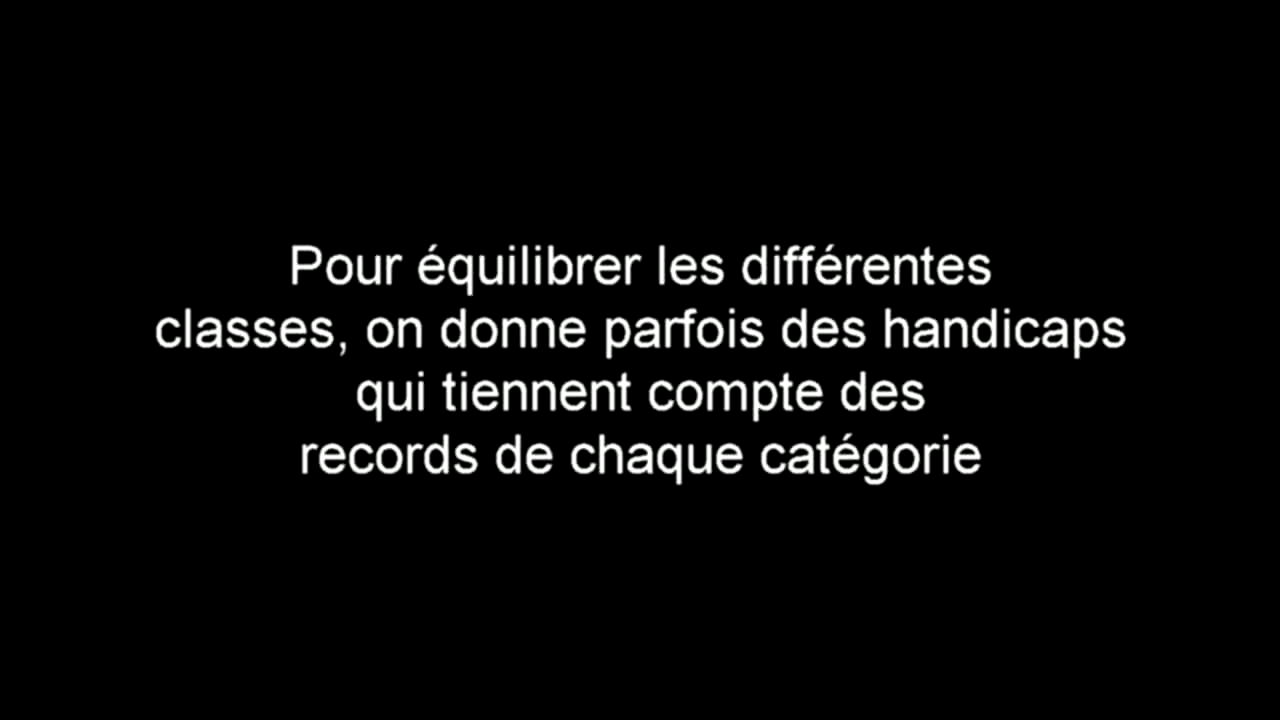 Pour équilibrer les différentes
classes, on donne parfois des handicaps
qui tiennent compte des
records de chaque catégorie